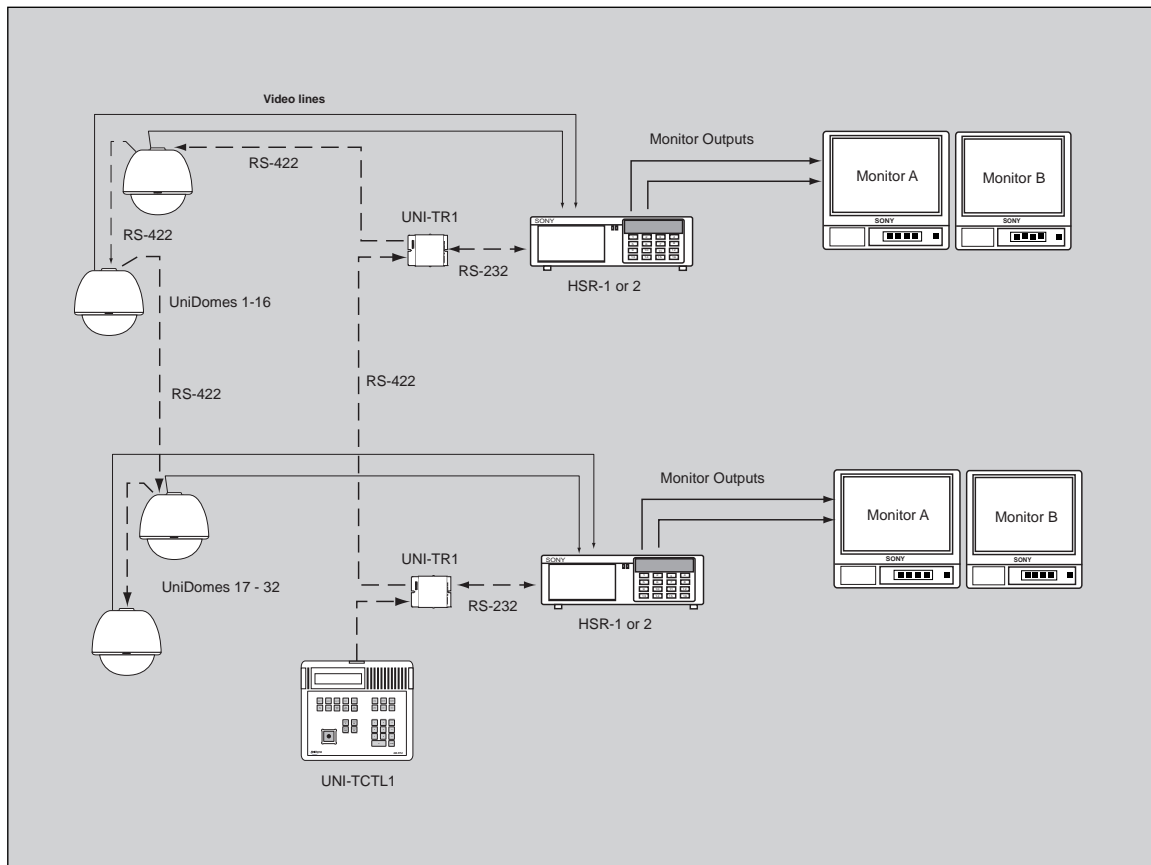 Video lines
Monitor Outputs
RS-422
Monitor A
Monitor B
UNI-TR1
SONY
SONY
SONY
RS-422
RS-232
HSR-1 or 2
UniDomes 1-16
RS-422
RS-422
Monitor Outputs
Monitor A
Monitor B
UNI-TR1
SONY
SONY
SONY
UniDomes 17 - 32
RS-232
HSR-1 or 2
UNI-TCTL1